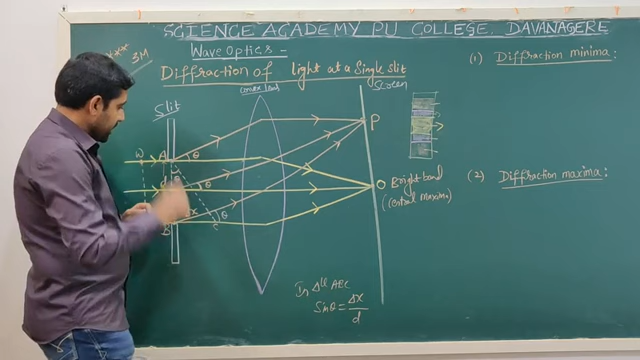 SCIENCE ACADEMY PU COLLEGE, DAVANAGERE
3M
Wave Optics -
Diffraction of light at a Single slit
(1) Diffraction minima:
(2) Diffraction maxima:
Slit
Convex lens
Screen
P
W
A
θ
θ
θ
d
θ
O Bright band
(Central Maxima)
Δx
θ
B
C
In Δle ABC
Sinθ = Δx/d